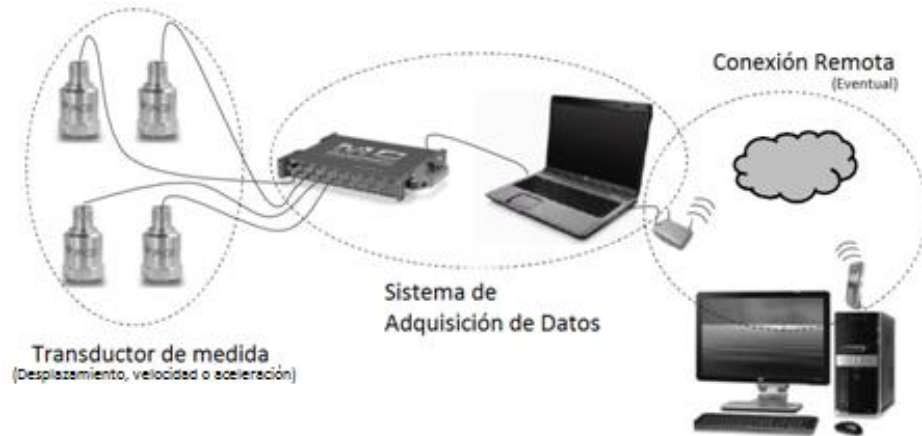 Conexión Remota
(Eventual)
Sistema de
Adquisición de Datos
Transductor de medida
(Desplazamiento, velocidad o aceleración)